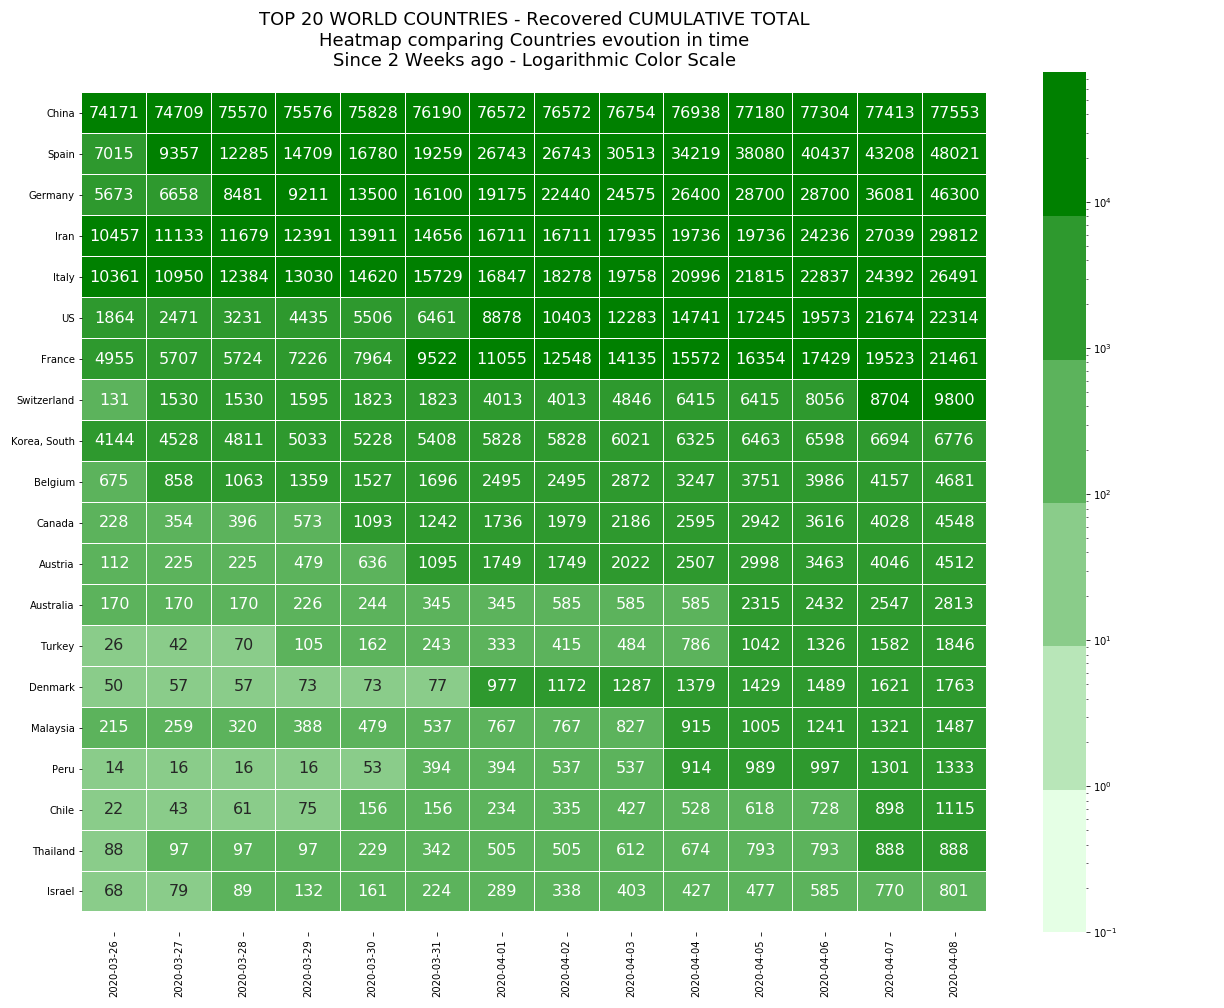 TOP 20 WORLD COUNTRIES - Recovered CUMULATIVE TOTAL
Heatmap comparing Countries evoution in time
Since 2 Weeks ago - Logarithmic Color Scale
China 74171 74709 75570 75576 75828 76190 76572 76572 76754 76938 77180 77304 77413 77553
Spain 7015 9357 12285 14709 16780 19259 26743 26743 30513 34219 38080 40437 43208 48021
Germany 5673 6658 8481 9211 13500 16100 19175 22440 24575 26400 28700 28700 36081 46300
Iran 10457 11133 11679 12391 13911 14656 16711 16711 17935 19736 19736 24236 27039 29812
Italy 10361 10950 12384 13030 14620 15729 16847 18278 19758 20996 21815 22837 24392 26491
US 1864 2471 3231 4435 5506 6461 8878 10403 12283 14741 17245 19573 21674 22314
France 4955 5707 5724 7226 7964 9522 11055 12548 14135 15572 16354 17429 19523 21461
Switzerland 131 1530 1530 1595 1823 1823 4013 4013 4846 6415 6415 8056 8704 9800
Korea, South 4144 4528 4811 5033 5228 5408 5828 5828 6021 6325 6463 6598 6694 6776
Belgium 675 858 1063 1359 1527 1696 2495 2495 2872 3247 3751 3986 4157 4681
Canada 228 354 396 573 1093 1242 1736 1979 2186 2595 2942 3616 4028 4548
Austria 112 225 225 479 636 1095 1749 1749 2022 2507 2998 3463 4046 4512
Australia 170 170 170 226 244 345 345 585 585 585 2315 2432 2547 2813
Turkey 26 42 70 105 162 243 333 415 484 786 1042 1326 1582 1846
Denmark 50 57 57 73 73 77 977 1172 1287 1379 1429 1489 1621 1763
Malaysia 215 259 320 388 479 537 767 767 827 915 1005 1241 1321 1487
Peru 14 16 16 16 53 394 394 537 537 914 989 997 1301 1333
Chile 22 43 61 75 156 156 234 335 427 528 618 728 898 1115
Thailand 88 97 97 97 229 342 505 505 612 674 793 793 888 888
Israel 68 79 89 132 161 224 289 338 403 427 477 585 770 801
2020-03-26 2020-03-27 2020-03-28 2020-03-29 2020-03-30 2020-03-31 2020-04-01 2020-04-02 2020-04-03 2020-04-04 2020-04-05 2020-04-06 2020-04-07 2020-04-08
10⁴
10³
10²
10¹
10⁰
10⁻¹